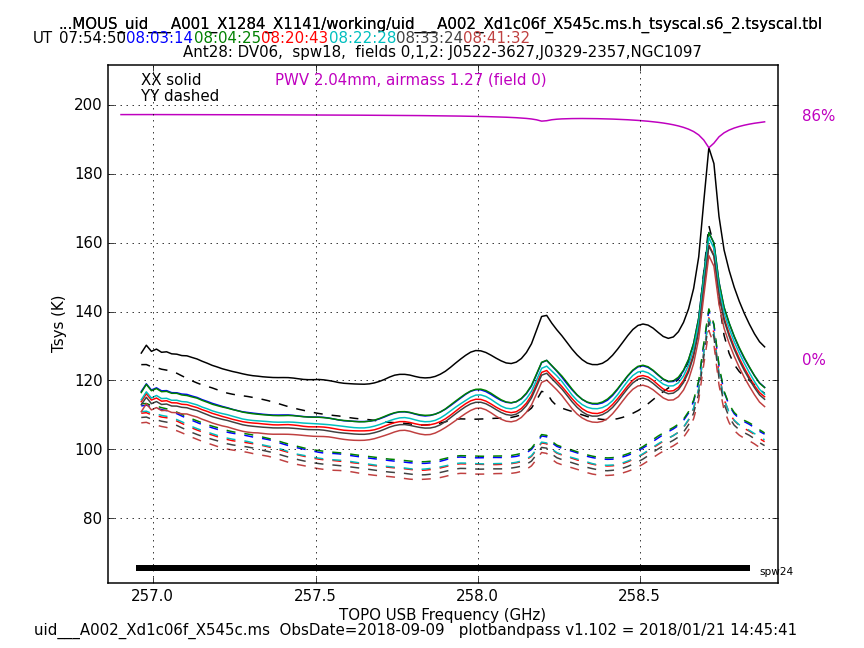 ...MOUS_uid___A001_X1284_X1141/working/uid___A002_Xd1c06f_X545c.ms.h_tsyscal.s6_2.tsyscal.tbl
UT 07:54:50 08:03:14 08:04:25 08:20:43 08:22:28 08:33:24 08:41:32
Ant28: DV06, spw18, fields 0,1,2: J0522-3627,J0329-2357,NGC1097
XX solid
PWV 2.04mm, airmass 1.27 (field 0)
YY dashed
200
180
160
140
120
100
80
Tsys (K)
86%
0%
spw24
257.0 257.5 258.0 258.5
TOPO USB Frequency (GHz)
uid___A002_Xd1c06f_X545c.ms ObsDate=2018-09-09 plotbandpass v1.102 = 2018/01/21 14:45:41